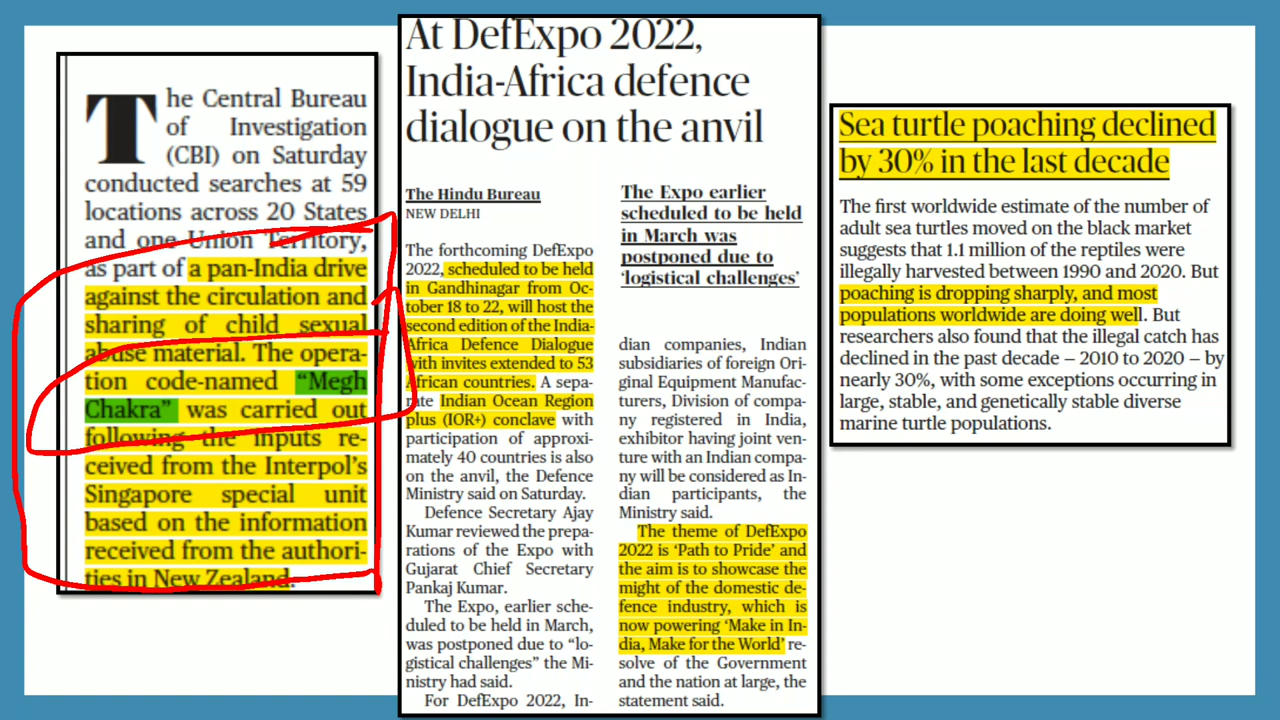 The Central Bureau
of Investigation
(CBI) on Saturday
conducted searches at 59
locations across 20 States
and one Union Territory,
as part of a pan-India drive
against the circulation and
sharing of child sexual
abuse material. The opera-
tion code-named “Megh
Chakra” was carried out
following the inputs re-
ceived from the Interpol’s
Singapore special unit
based on the information
received from the authori-
ties in New Zealand.
At DefExpo 2022,
India-Africa defence
dialogue on the anvil
The Hindu Bureau
NEW DELHI
The forthcoming DefExpo
2022, scheduled to be held
in Gandhinagar from Oc-
tober 18 to 22, will host the
second edition of the India-
Africa Defence Dialogue
with invites extended to 53
African countries. A sepa-
rate Indian Ocean Region
plus (IOR+) conclave with
participation of approxi-
mately 40 countries is also
on the anvil, the Defence
Ministry said on Saturday.
Defence Secretary Ajay
Kumar reviewed the prepa-
rations of the Expo with
Gujarat Chief Secretary
Pankaj Kumar.
The Expo, earlier sche-
duled to be held in March,
was postponed due to “lo-
gistical challenges” the Mi-
nistry had said.
For DefExpo 2022, In-
The Expo earlier
scheduled to be held
in March was
postponed due to
‘logistical challenges’
dian companies, Indian
subsidiaries of foreign Ori-
ginal Equipment Manufac-
turers, Division of compa-
ny registered in India,
exhibitor having joint ven-
ture with an Indian compa-
ny will be considered as In-
dian participants, the
Ministry said.
The theme of DefExpo
2022 is ‘Path to Pride’ and
the aim is to showcase the
might of the domestic de-
fence industry, which is
now powering ‘Make in In-
dia, Make for the World’ re-
solve of the Government
and the nation at large, the
statement said.
Sea turtle poaching declined
by 30% in the last decade
The first worldwide estimate of the number of
adult sea turtles moved on the black market
suggests that 1.1 million of the reptiles were
illegally harvested between 1990 and 2020. But
poaching is dropping sharply, and most
populations worldwide are doing well. But
researchers also found that the illegal catch has
declined in the past decade – 2010 to 2020 – by
nearly 30%, with some exceptions occurring in
large, stable, and genetically stable diverse
marine turtle populations.